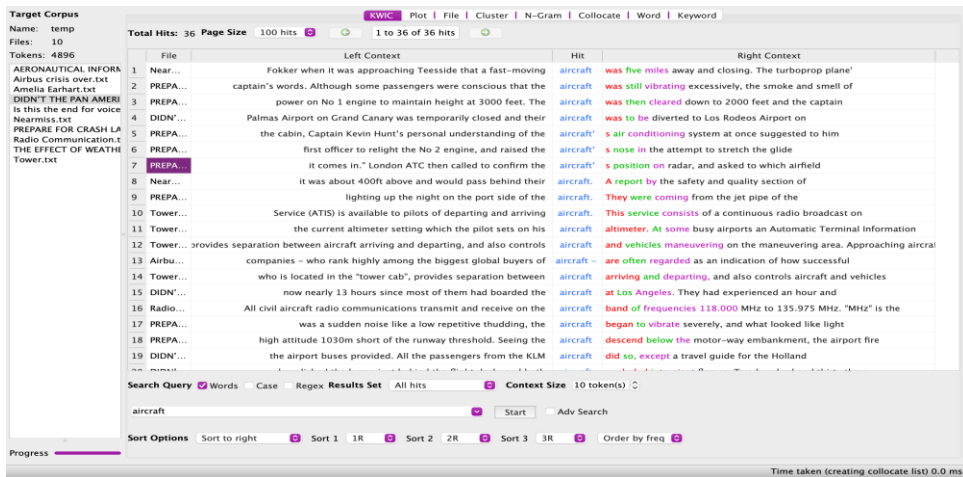 Target Corpus
Name: temp
Files: 10
Tokens: 4896
AERONAUTICAL INFORM
Airbus crisis over.txt
Amelia Earhart.txt
DIDN'T THE PAN AMERI
Is this the end for voice
Nearmiss.txt
PREPARE FOR CRASH LA
Radio Communication.t
THE EFFECT OF WEATHE
Tower.txt
Progress
KWIC Plot File Cluster N-Gram Collocate Word Keyword
Total Hits: 36 Page Size 100 hits 1 to 36 of 36 hits
File Left Context Hit Right Context
1 Near... Fokker when it was approaching Teesside that a fast-moving aircraft was five miles away and closing. The turboprop plane'
2 PREPA... captain's words. Although some passengers were conscious that the aircraft was still vibrating excessively, the smoke and smell of
3 PREPA... power on No 1 engine to maintain height at 3000 feet. The aircraft was then cleared down to 2000 feet and the captain
4 DIDN'... Palmas Airport on Grand Canary was temporarily closed and their aircraft was to be diverted to Los Rodeos Airport on
5 PREPA... the cabin, Captain Kevin Hunt's personal understanding of the aircraft' s air conditioning system at once suggested to him
6 PREPA... first officer to relight the No 2 engine, and raised the aircraft' s nose in the attempt to stretch the glide
7 PREPA... it comes in." London ATC then called to confirm the aircraft' s position on radar, and asked to which airfield
8 Near... it was about 400ft above and would pass behind their aircraft. A report by the safety and quality section of
9 PREPA... lighting up the night on the port side of the aircraft. They were coming from the jet pipe of the
10 Tower... Service (ATIS) is available to pilots of departing and arriving aircraft. This service consists of a continuous radio broadcast on
11 Tower... the current altimeter setting which the pilot sets on his aircraft altimeter. At some busy airports an Automatic Terminal Information
12 Tower... provides separation between aircraft arriving and departing, and also controls aircraft and vehicles maneuvering on the maneuvering area. Approaching aircraf
13 Airbu... companies – who rank highly among the biggest global buyers of aircraft – are often regarded as an indication of how successful
14 Tower... who is located in the "tower cab", provides separation between aircraft arriving and departing, and also controls aircraft and vehicles
15 DIDN'... now nearly 13 hours since most of them had boarded the aircraft at Los Angeles. They had experienced an hour and
16 Radio... All civil aircraft radio communications transmit and receive on the aircraft band of frequencies 118.000 MHz to 135.975 MHz. "MHz" is the
17 PREPA... was a sudden noise like a low repetitive thudding, the aircraft began to vibrate severely, and what looked like light
18 PREPA... high attitude 1030m short of the runway threshold. Seeing the aircraft descend below the motor-way embankment, the airport fire
19 DIDN'... the airport buses provided. All the passengers from the KLM aircraft did so, except a travel guide for the Holland
Search Query Words Case Regex Results Set All hits Context Size 10 token(s)
aircraft Start Adv Search
Sort Options Sort to right Sort 1 1R Sort 2 2R Sort 3 3R Order by freq
Time taken (creating collocate list) 0.0 ms